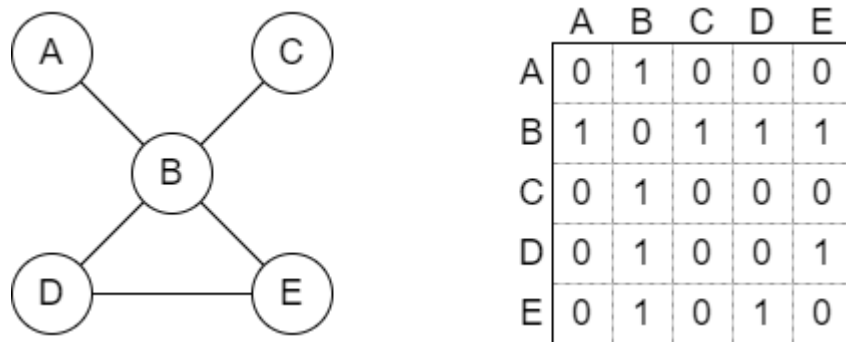 A C
B
D E
A B C D E
A 0 1 0 0 0
B 1 0 1 1 1
C 0 1 0 0 0
D 0 1 0 0 1
E 0 1 0 1 0